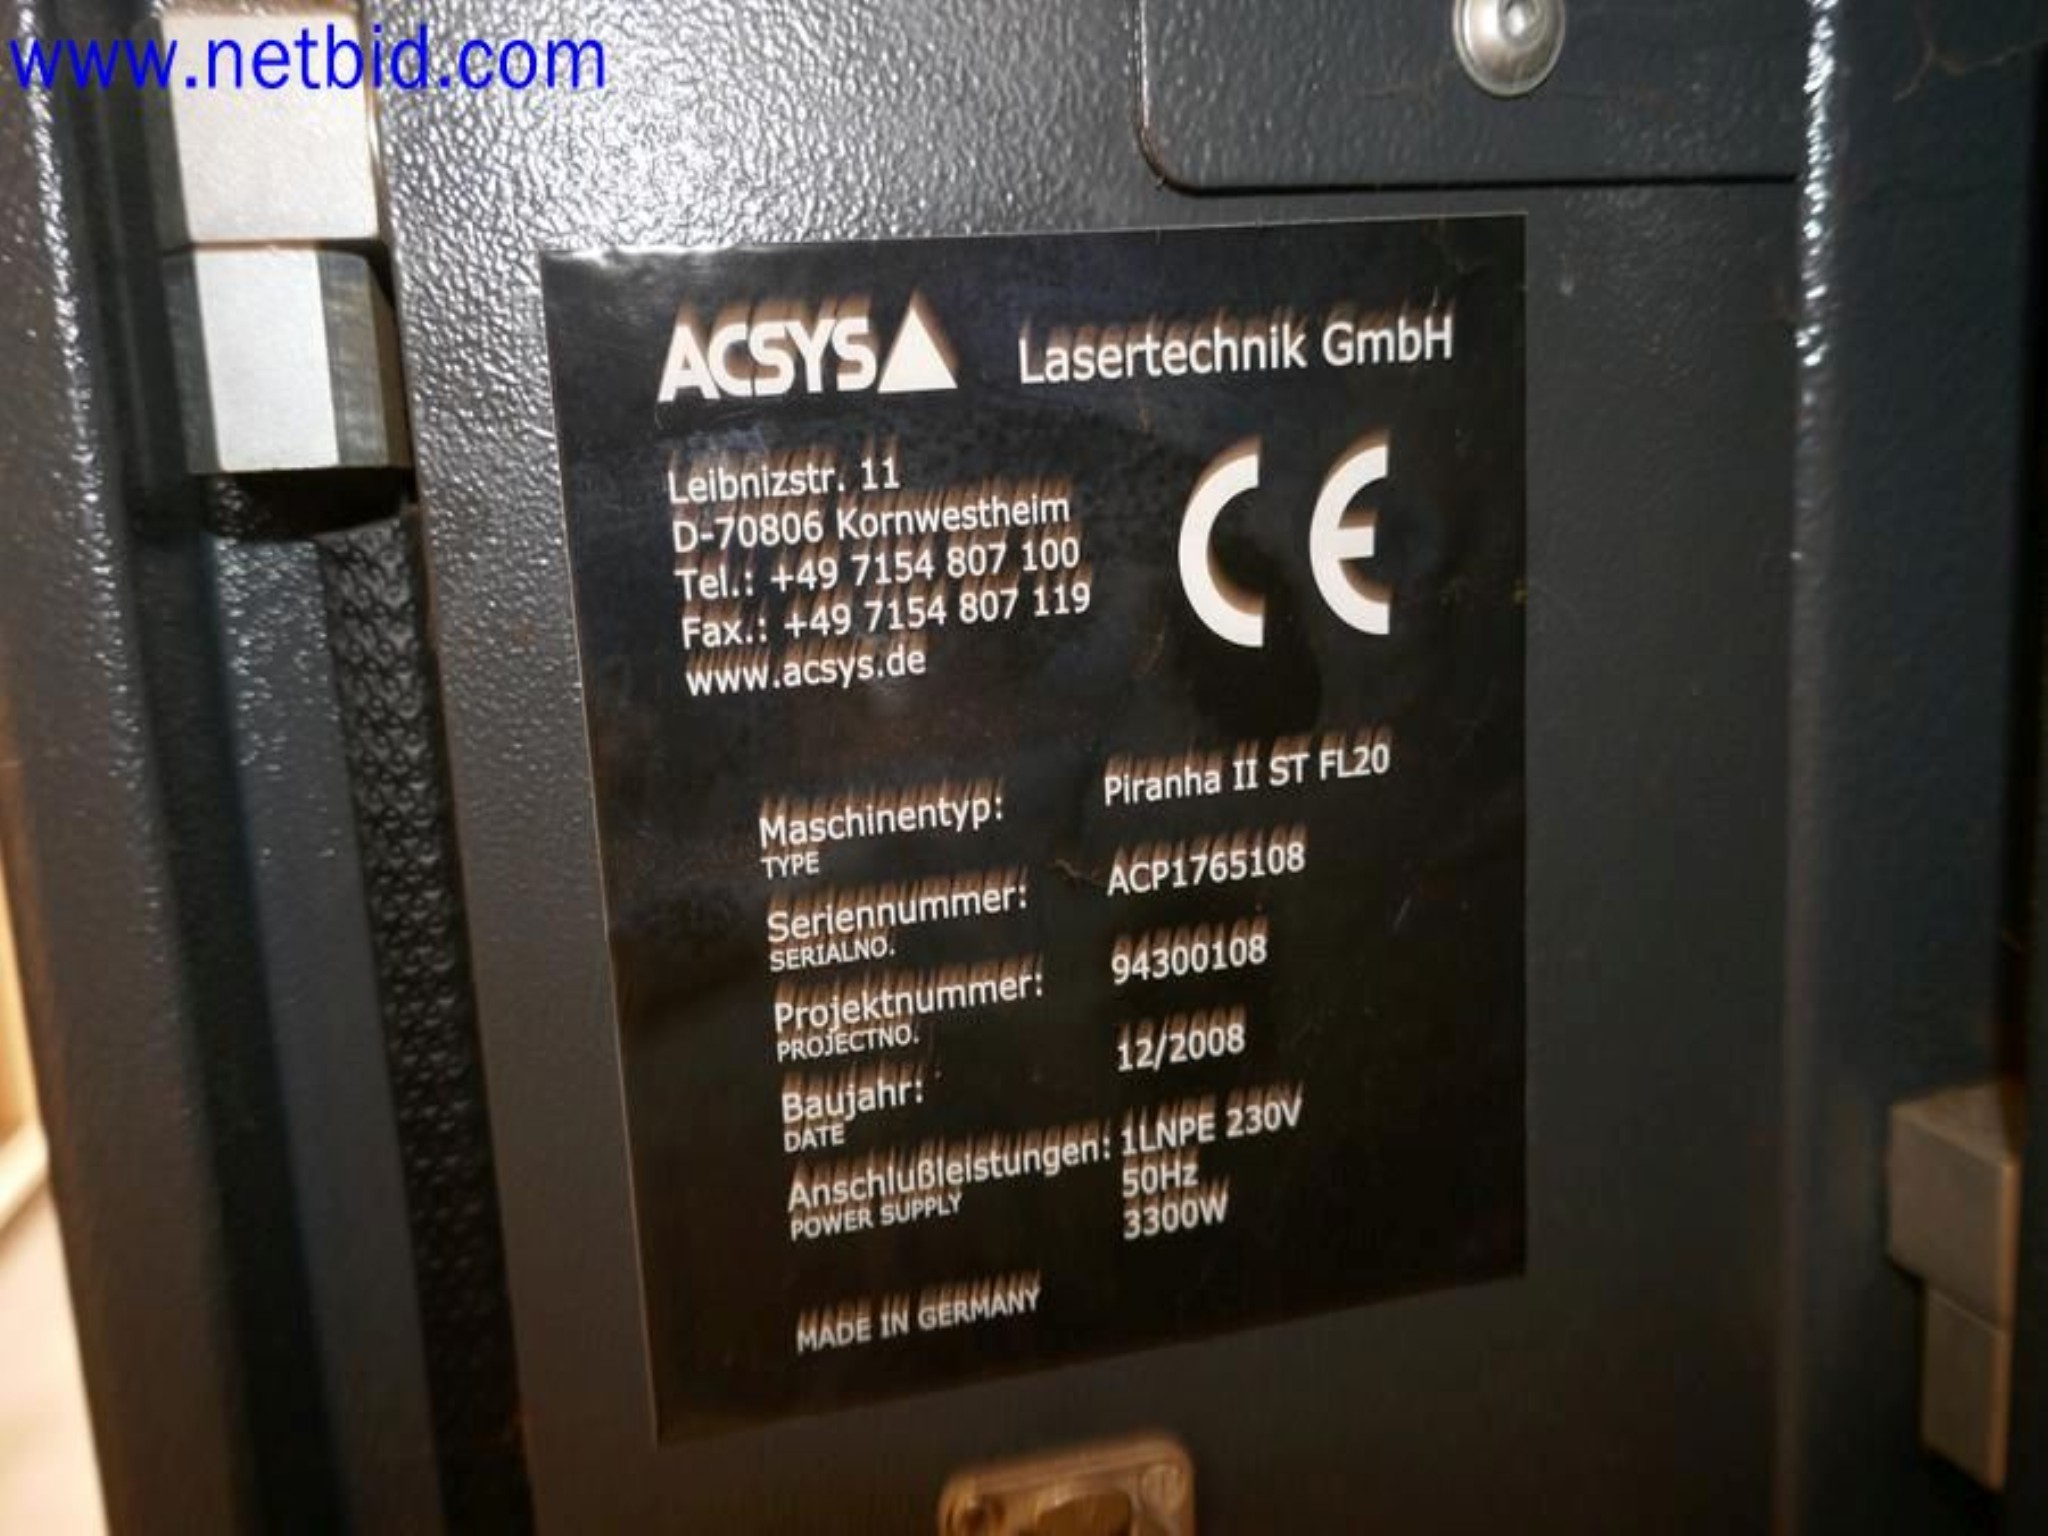 www.netbid.com
ACSYS Lasertechnik GmbH
Leibnizstr. 11
D-70806 Kornwestheim
Tel.: +49 7154 807 100
Fax.: +49 7154 807 119
www.acsys.de
CE
Maschinentyp: Piranha II ST FL20
TYPE
Seriennummer: ACP1765108
SERIALNO.
Projektnummer: 94300108
PROJECTNO.
Baujahr: 12/2008
DATE
Anschlußleistungen: 1LNPE 230V
POWER SUPPLY 50Hz
3300W
MADE IN GERMANY